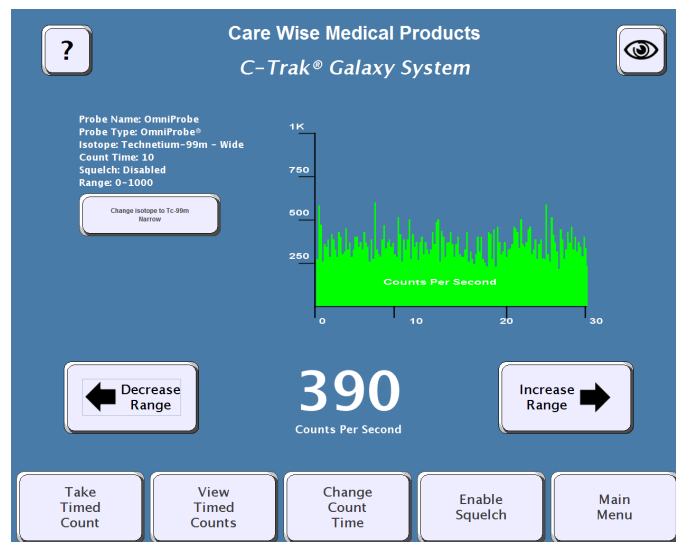 ?
Care Wise Medical Products
C-Trak® Galaxy System
Probe Name: OmniProbe
Probe Type: OmniProbe®
Isotope: Technetium-99m - Wide
Count Time: 10
Squelch: Disabled
Range: 0-1000
Change isotope to Tc-99m
Narrow
1K
750
500
250
Counts Per Second
0 10 20 30
Decrease
Range
390
Counts Per Second
Increase
Range
Take
Timed
Count
View
Timed
Counts
Change
Count
Time
Enable
Squelch
Main
Menu